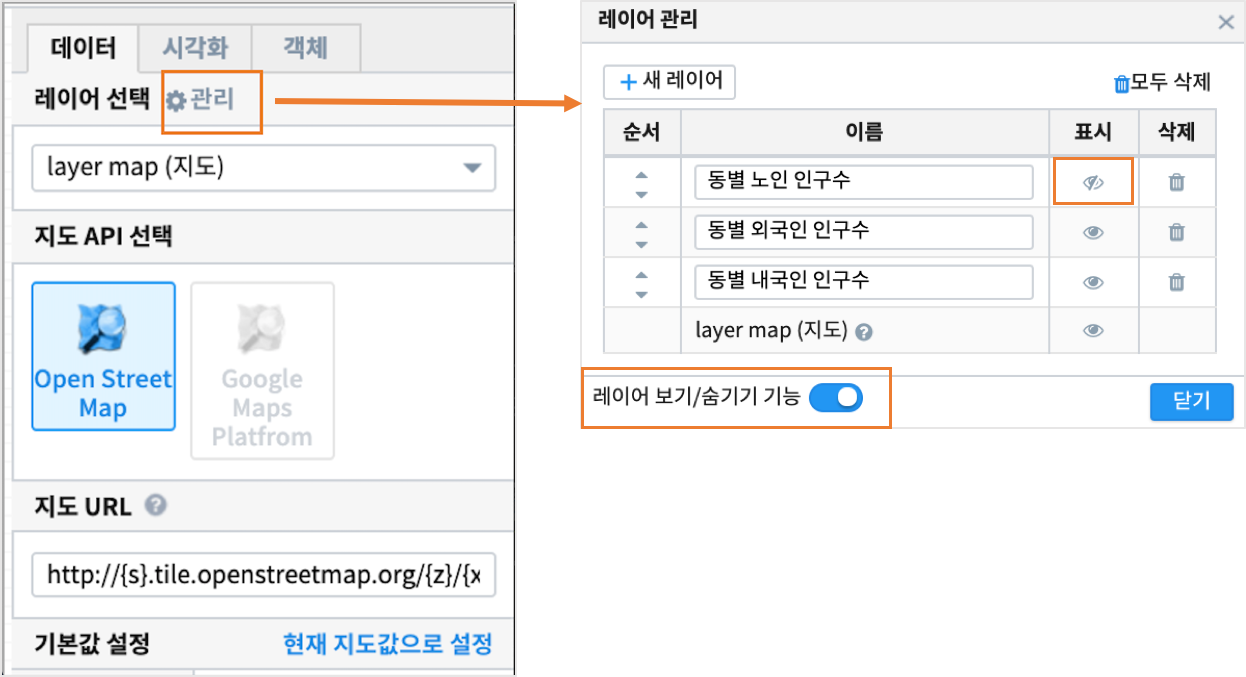 데이터 시각화 객체
레이어 선택 관리
layer map (지도)
지도 API 선택
Open Street
Map
Google
Maps
Platfrom
지도 URL ?
http://{s}.tile.openstreetmap.org/{z}/{x
기본값 설정 현재 지도값으로 설정
레이어 관리
+ 새 레이어 모두 삭제
순서 이름 표시 삭제
동별 노인 인구수
동별 외국인 인구수
동별 내국인 인구수
layer map (지도) ?
레이어 보기/숨기기 기능
닫기